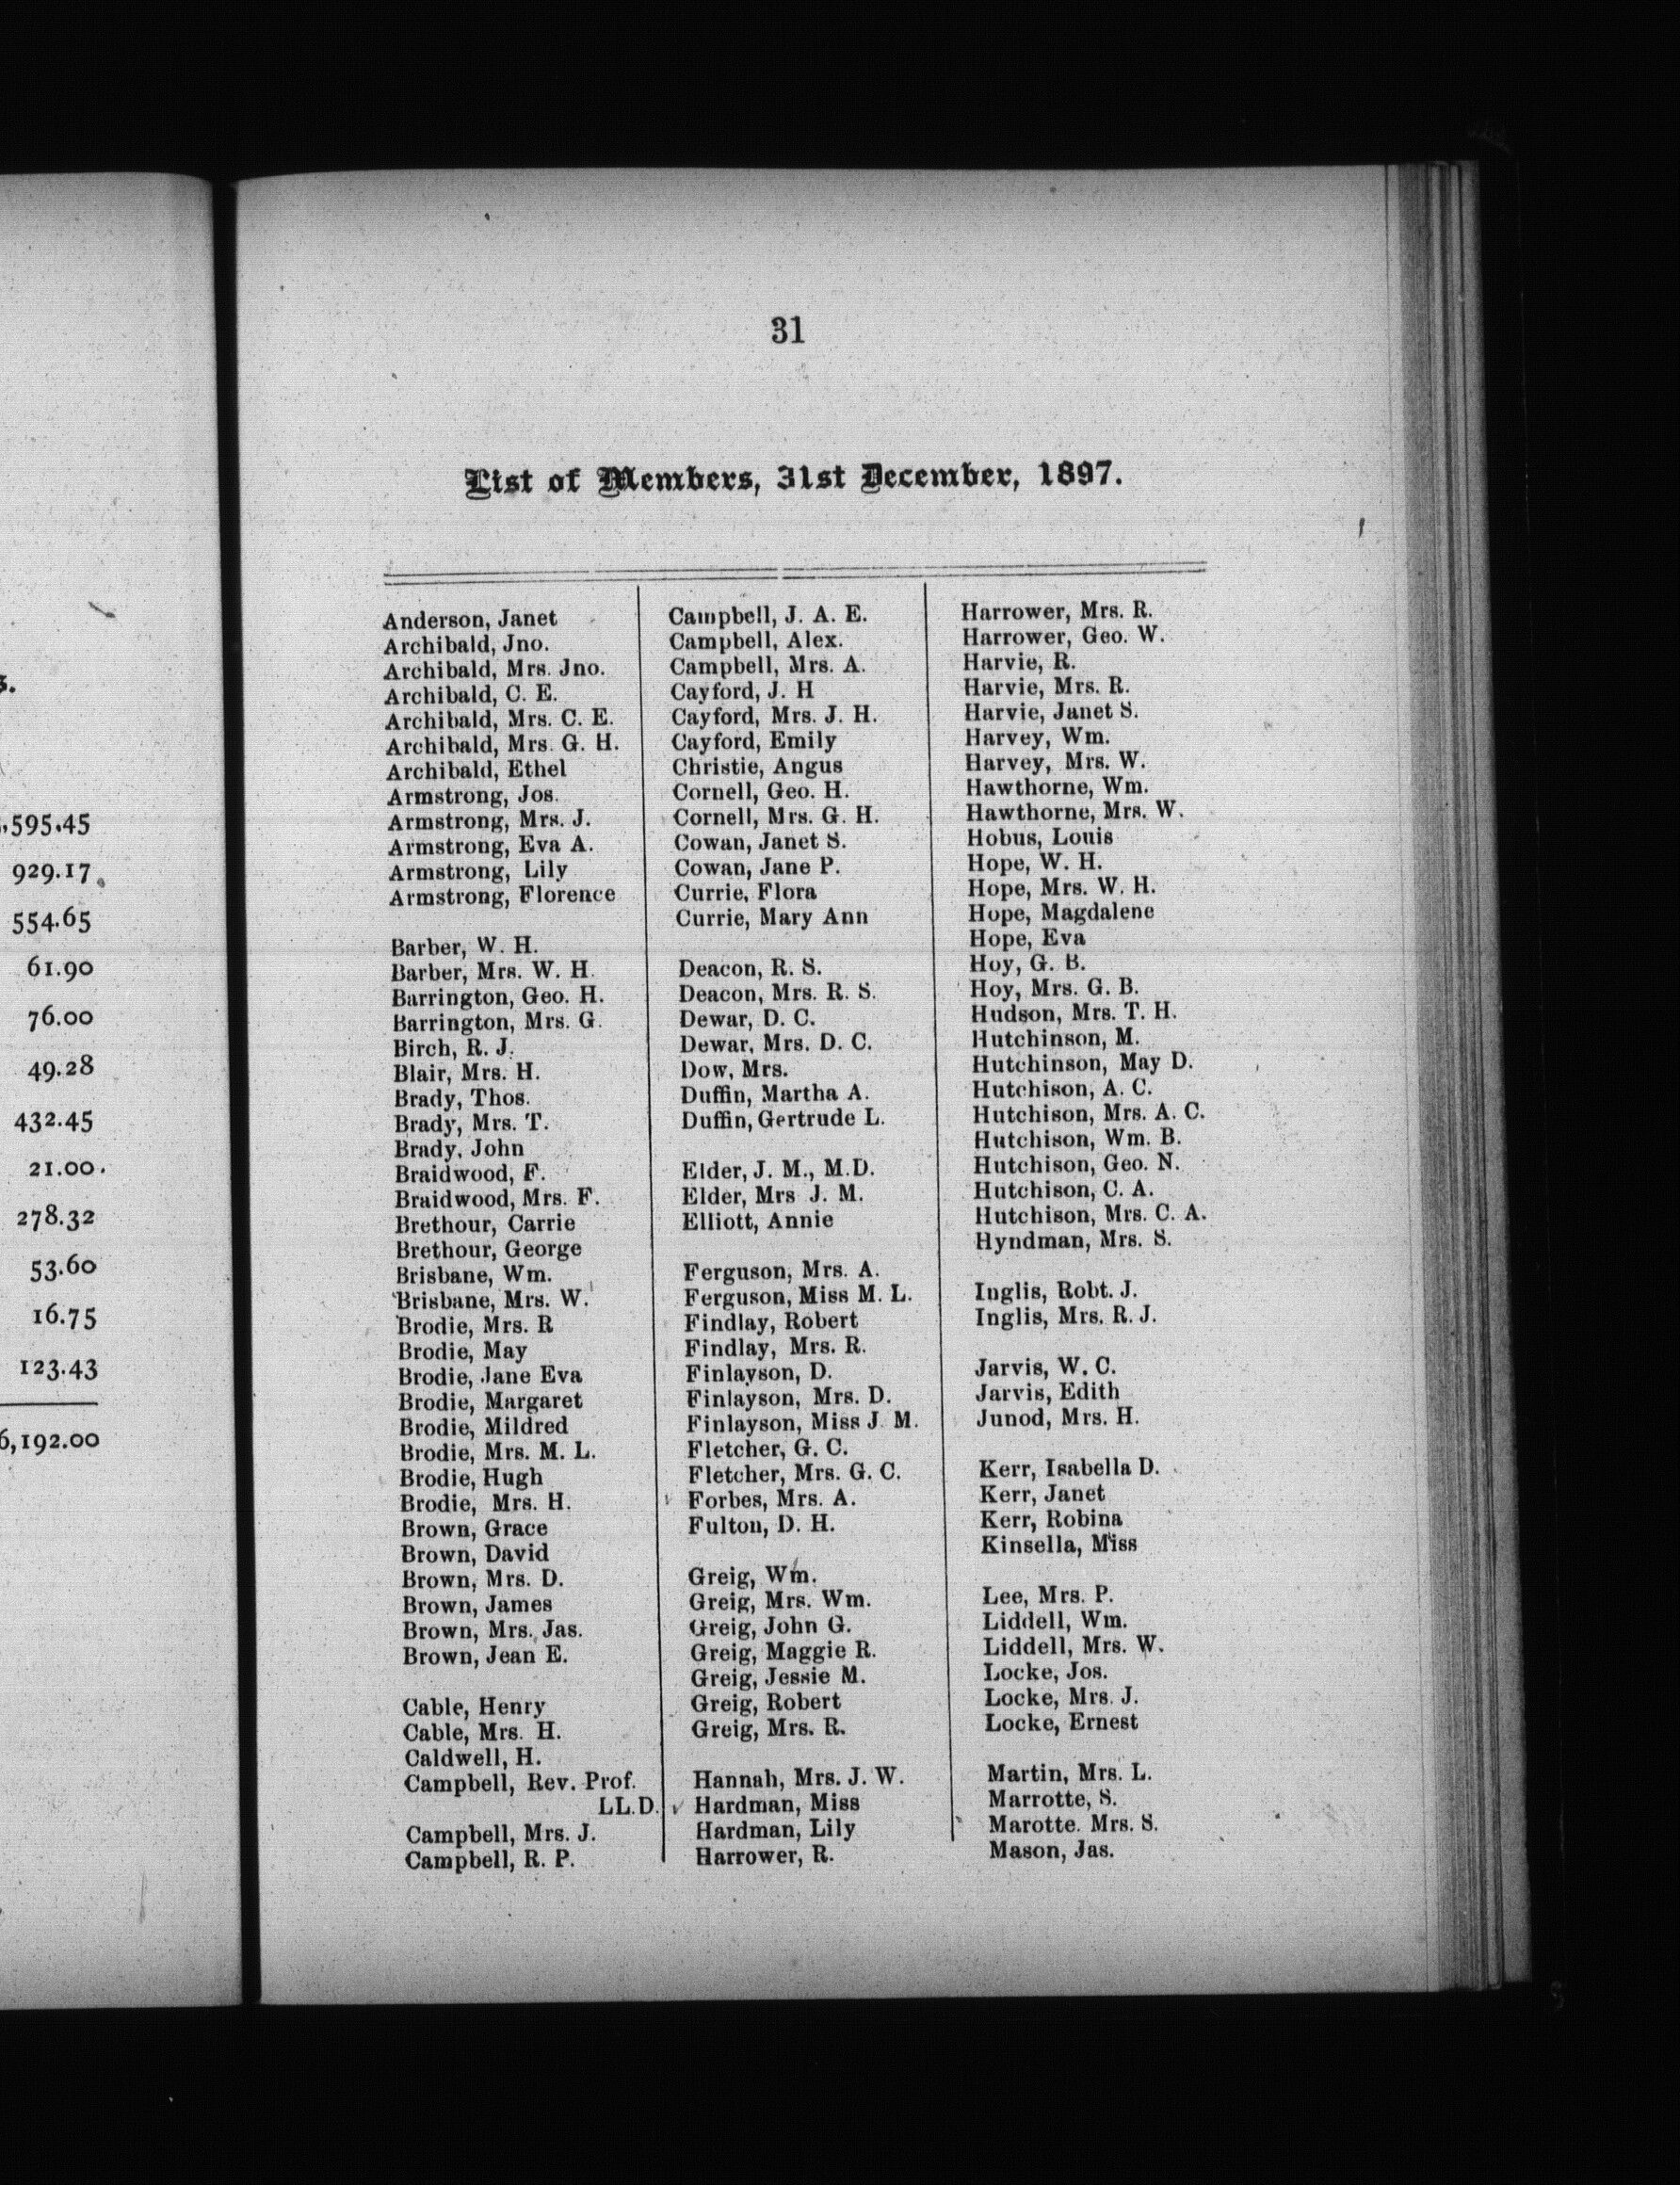 s.
,595.45
929.17
554.65
61.90
76.00
49.28
432.45
21.00.
278.32
53.60
16.75
123.43
6,192.00
31
List of Members, 31st December, 1897.
Anderson, Janet
Archibald, Jno.
Archibald, Mrs. Jno.
Archibald, C. E.
Archibald, Mrs. C. E.
Archibald, Mrs. G. H.
Archibald, Ethel
Armstrong, Jos.
Armstrong, Mrs. J.
Armstrong, Eva A.
Armstrong, Lily
Armstrong, Florence
Barber, W. H.
Barber, Mrs. W. H.
Barrington, Geo. H.
Barrington, Mrs. G.
Birch, R. J.
Blair, Mrs. H.
Brady, Thos.
Brady, Mrs. T.
Brady, John
Braidwood, F.
Braidwood, Mrs. F.
Brethour, Carrie
Brethour, George
Brisbane, Wm.
Brisbane, Mrs. W.
Brodie, Mrs. R
Brodie, May
Brodie, Jane Eva
Brodie, Margaret
Brodie, Mildred
Brodie, Mrs. M. L.
Brodie, Hugh
Brodie, Mrs. H.
Brown, Grace
Brown, David
Brown, Mrs. D.
Brown, James
Brown, Mrs. Jas.
Brown, Jean E.
Cable, Henry
Cable, Mrs. H.
Caldwell, H.
Campbell, Rev. Prof.
LL.D.
Campbell, Mrs. J.
Campbell, R. P.
Campbell, J. A. E.
Campbell, Alex.
Campbell, Mrs. A.
Cayford, J. H
Cayford, Mrs. J. H.
Cayford, Emily
Christie, Angus
Cornell, Geo. H.
Cornell, Mrs. G. H.
Cowan, Janet S.
Cowan, Jane P.
Currie, Flora
Currie, Mary Ann
Deacon, R. S.
Deacon, Mrs. R. S.
Dewar, D. C.
Dewar, Mrs. D. C.
Dow, Mrs.
Duffin, Martha A.
Duffin, Gertrude L.
Elder, J. M., M.D.
Elder, Mrs J. M.
Elliott, Annie
Ferguson, Mrs. A.
Ferguson, Miss M. L.
Findlay, Robert
Findlay, Mrs. R.
Finlayson, D.
Finlayson, Mrs. D.
Finlayson, Miss J. M.
Fletcher, G. C.
Fletcher, Mrs. G. C.
Forbes, Mrs. A.
Fulton, D. H.
Greig, Wm.
Greig, Mrs. Wm.
Greig, John G.
Greig, Maggie R.
Greig, Jessie M.
Greig, Robert
Greig, Mrs. R.
Hannah, Mrs. J. W.
Hardman, Miss
Hardman, Lily
Harrower, R.
Harrower, Mrs. R.
Harrower, Geo. W.
Harvie, R.
Harvie, Mrs. R.
Harvie, Janet S.
Harvey, Wm.
Harvey, Mrs. W.
Hawthorne, Wm.
Hawthorne, Mrs. W.
Hobus, Louis
Hope, W. H.
Hope, Mrs. W. H.
Hope, Magdalene
Hope, Eva
Hoy, G. B.
Hoy, Mrs. G. B.
Hudson, Mrs. T. H.
Hutchinson, M.
Hutchinson, May D.
Hutchison, A. C.
Hutchison, Mrs. A. C.
Hutchison, Wm. B.
Hutchison, Geo. N.
Hutchison, C. A.
Hutchison, Mrs. C. A.
Hyndman, Mrs. S.
Inglis, Robt. J.
Inglis, Mrs. R. J.
Jarvis, W. C.
Jarvis, Edith
Junod, Mrs. H.
Kerr, Isabella D.
Kerr, Janet
Kerr, Robina
Kinsella, Miss
Lee, Mrs. P.
Liddell, Wm.
Liddell, Mrs. W.
Locke, Jos.
Locke, Mrs. J.
Locke, Ernest
Martin, Mrs. L.
Marrotte, S.
Marotte. Mrs. S.
Mason, Jas.